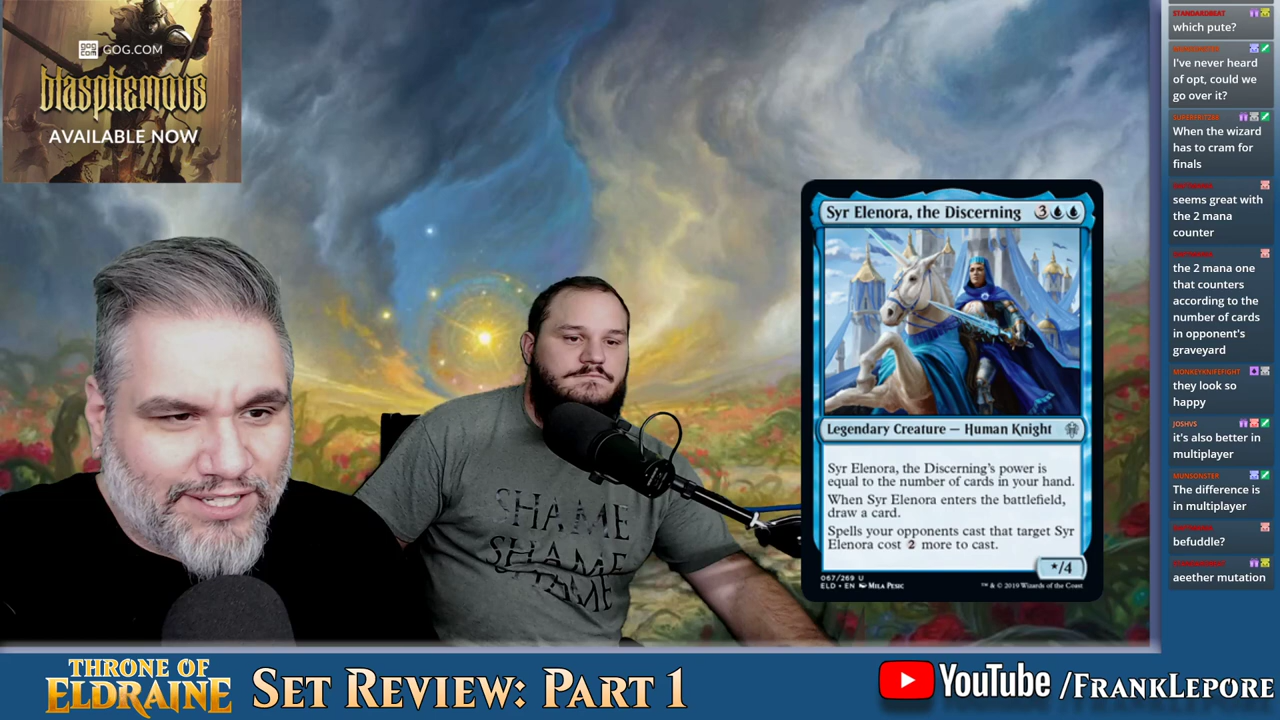 GOG.COM
blasphemous
AVAILABLE NOW
SHAME
SHAME
SHAME
Syr Elenora, the Discerning 3
Legendary Creature — Human Knight
Syr Elenora, the Discerning's power is
equal to the number of cards in your hand.
When Syr Elenora enters the battlefield,
draw a card.
Spells your opponents cast that target Syr
Elenora cost 2 more to cast.
*/4
067/269 U
ELD • EN MILA PESIC
™ & © 2019 Wizards of the Coast
STANDARDBEAT
which pute?
I've never heard
of opt, could we
go over it?
When the wizard
has to cram for
finals
seems great with
the 2 mana
counter
the 2 mana one
that counters
according to the
number of cards
in opponent's
graveyard
MONKEYKNIFEFIGHT
they look so
happy
JOSHVS
it's also better in
multiplayer
MUNSONSTER
The difference is
in multiplayer
befuddle?
aether mutation
THRONE OF
ELDRAINE
SET REVIEW: PART 1
YouTube /FRANKLEPORE